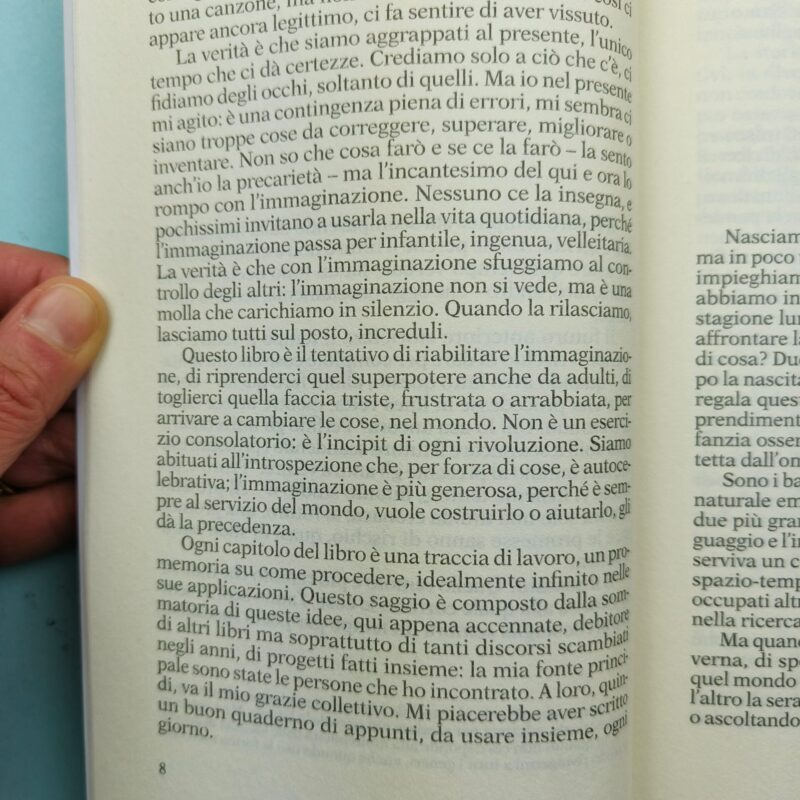 to una canzone,
appare ancora legittimo, ci fa sentire di aver vissuto.
La verità è che siamo aggrappati al presente, l'unico
tempo che ci dà certezze. Crediamo solo a ciò che c'è, ci
fidiamo degli occhi, soltanto di quelli. Ma io nel presente
mi agito: è una contingenza piena di errori, mi sembra ci
siano troppe cose da correggere, superare, migliorare o
inventare. Non so che cosa farò e se ce la farò – la sento
anch'io la precarietà – ma l'incantesimo del qui e ora lo
rompo con l'immaginazione. Nessuno ce la insegna, e
pochissimi invitano a usarla nella vita quotidiana, perché
l'immaginazione passa per infantile, ingenua, velleitaria.
La verità è che con l'immaginazione sfuggiamo al con-
trollo degli altri: l'immaginazione non si vede, ma è una
molla che carichiamo in silenzio. Quando la rilasciamo,
lasciamo tutti sul posto, increduli.
Questo libro è il tentativo di riabilitare l'immaginazio-
ne, di riprenderci quel superpotere anche da adulti, di
toglierci quella faccia triste, frustrata o arrabbiata, per
arrivare a cambiare le cose, nel mondo. Non è un eserci-
zio consolatorio: è l'incipit di ogni rivoluzione. Siamo
abituati all'introspezione che, per forza di cose, è autoce-
lebrativa; l'immaginazione è più generosa, perché è sem-
pre al servizio del mondo, vuole costruirlo o aiutarlo, gli
dà la precedenza.
Ogni capitolo del libro è una traccia di lavoro, un pro-
memoria su come procedere, idealmente infinito nelle
sue applicazioni. Questo saggio è composto dalla som-
matoria di queste idee, qui appena accennate, debitore
di altri libri ma soprattutto di tanti discorsi scambiati
negli anni, di progetti fatti insieme: la mia fonte princi-
pale sono state le persone che ho incontrato. A loro, quin-
di, va il mio grazie collettivo. Mi piacerebbe aver scritto
un buon quaderno di appunti, da usare insieme, ogni
giorno.
8
Nasciam
ma in poco
impieghiam
abbiamo in
stagione lun
affrontare la
di cosa? Due
po la nascita
regala quest
prendiment
fanzia osser
tetta dall'om
Sono i ba
naturale em
due più gran
guaggio e l'i
serviva un c
spazio-temp
occupati altr
nella ricerca
Ma quand
verna, di sp
quel mondo
l'altro la sera
o ascoltando